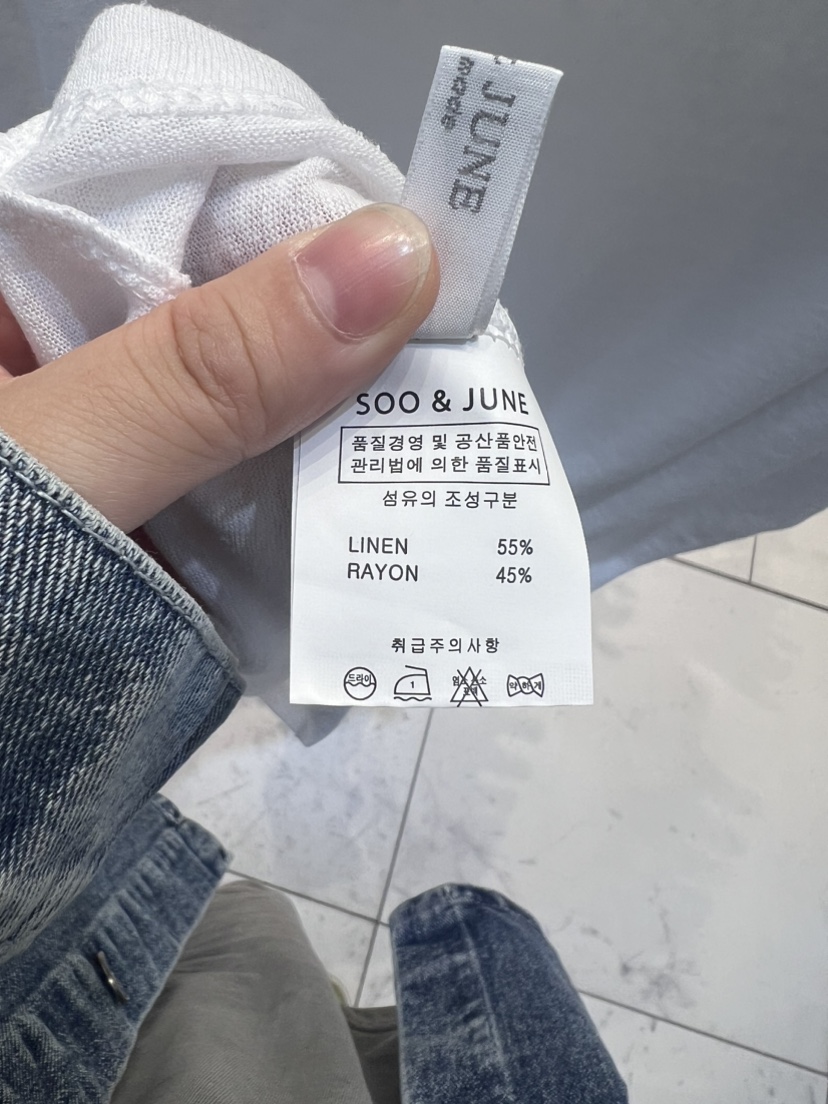 JUNE
mode
SOO & JUNE
품질경영 및 공산품안전
관리법에 의한 품질표시
섬유의 조성구분
LINEN 55%
RAYON 45%
취급주의사항
드라이
1
약하게